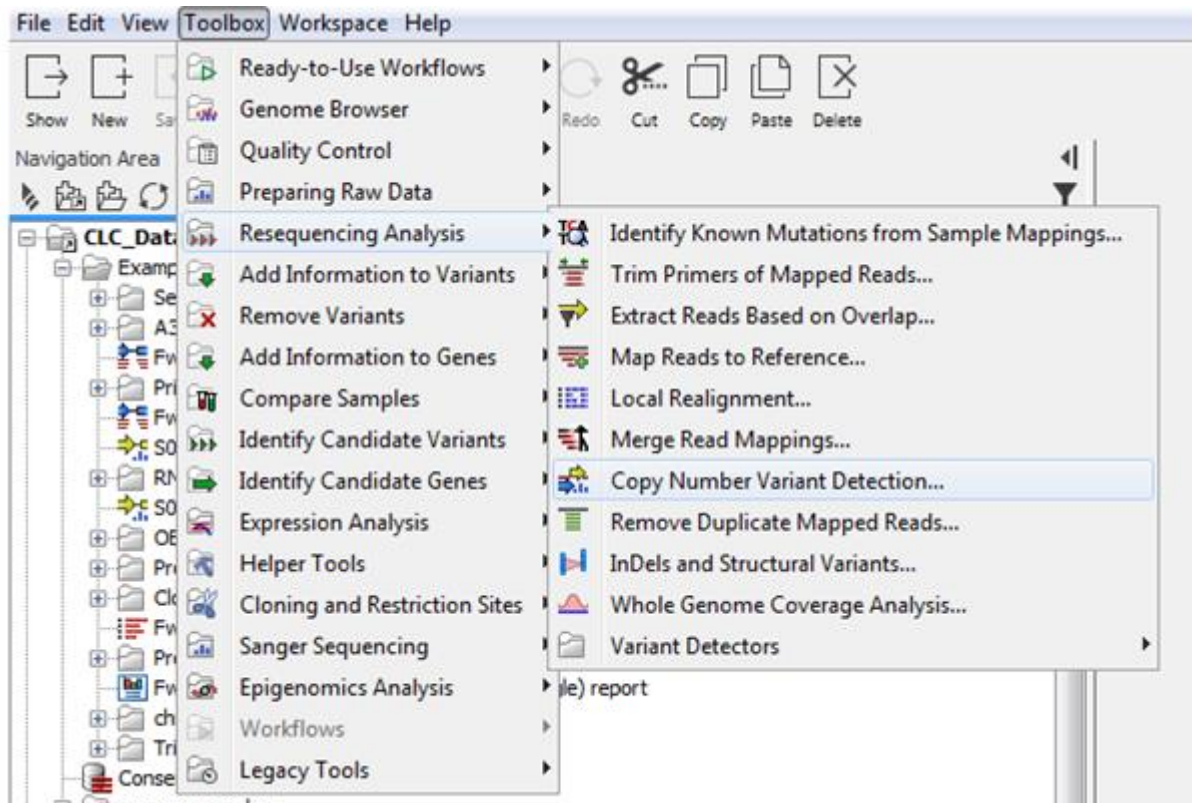 File Edit View Toolbox Workspace Help
Show New Redo Cut Copy Paste Delete
Navigation Area
CLC_Data
Ready-to-Use Workflows
Genome Browser
Quality Control
Preparing Raw Data
Resequencing Analysis
Add Information to Variants
Remove Variants
Add Information to Genes
Compare Samples
Identify Candidate Variants
Identify Candidate Genes
Expression Analysis
Helper Tools
Cloning and Restriction Sites
Sanger Sequencing
Epigenomics Analysis
Workflows
Legacy Tools
Identify Known Mutations from Sample Mappings...
Trim Primers of Mapped Reads...
Extract Reads Based on Overlap...
Map Reads to Reference...
Local Realignment...
Merge Read Mappings...
Copy Number Variant Detection...
Remove Duplicate Mapped Reads...
InDels and Structural Variants...
Whole Genome Coverage Analysis...
Variant Detectors
report